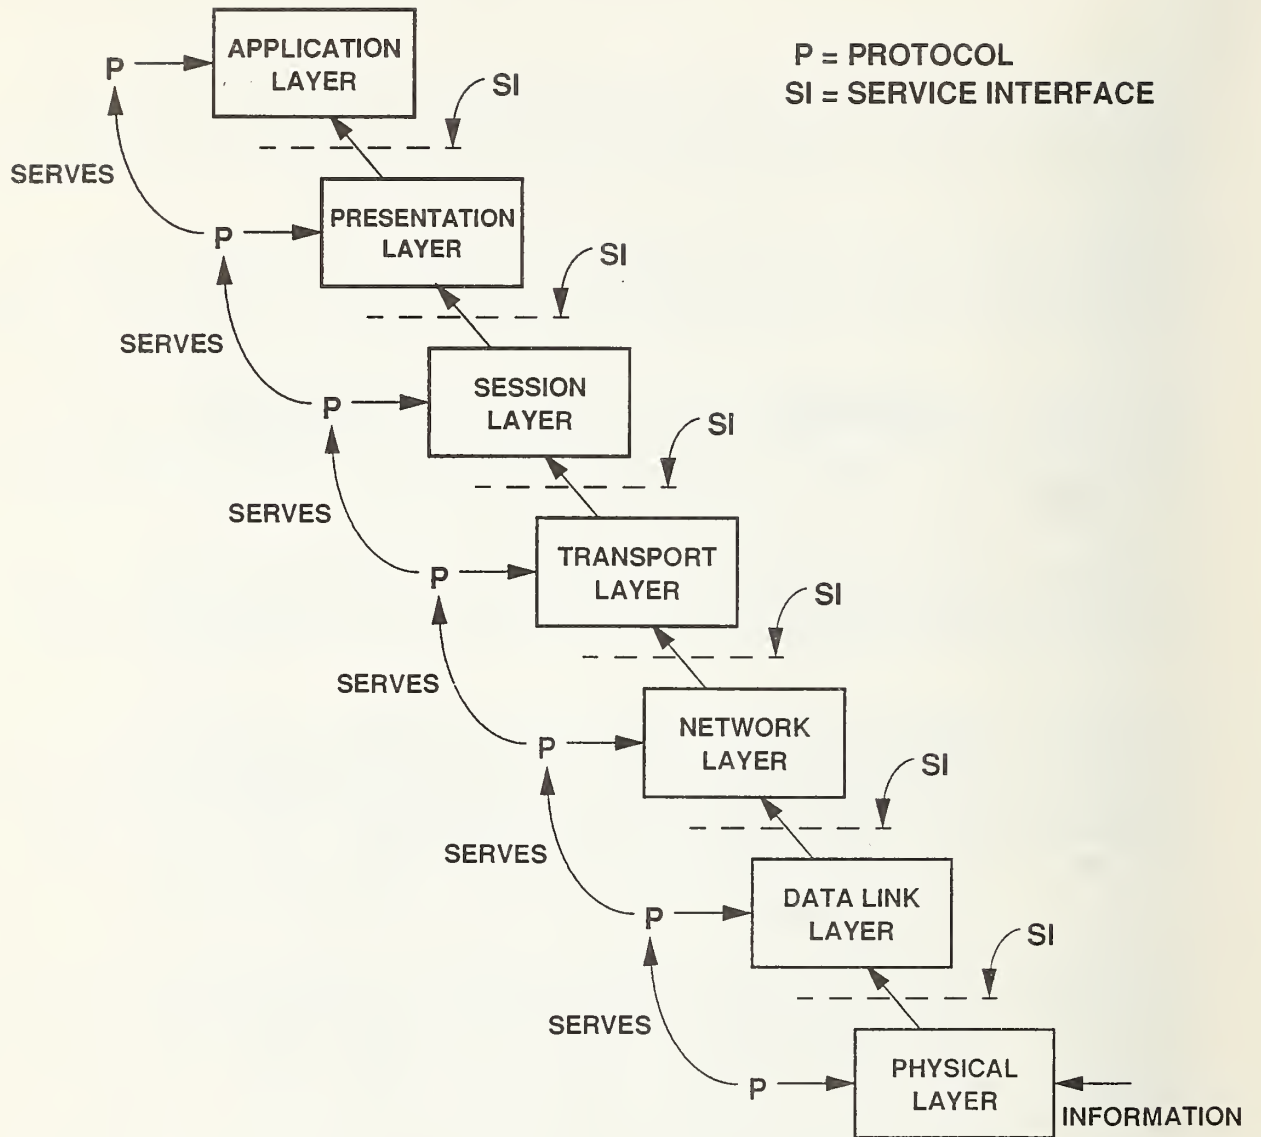 P = PROTOCOL
SI = SERVICE INTERFACE
P
APPLICATION
LAYER
SI
SERVES
P
PRESENTATION
LAYER
SI
SERVES
P
SESSION
LAYER
SI
SERVES
P
TRANSPORT
LAYER
SI
SERVES
P
NETWORK
LAYER
SI
SERVES
P
DATA LINK
LAYER
SI
SERVES
P
PHYSICAL
LAYER
INFORMATION